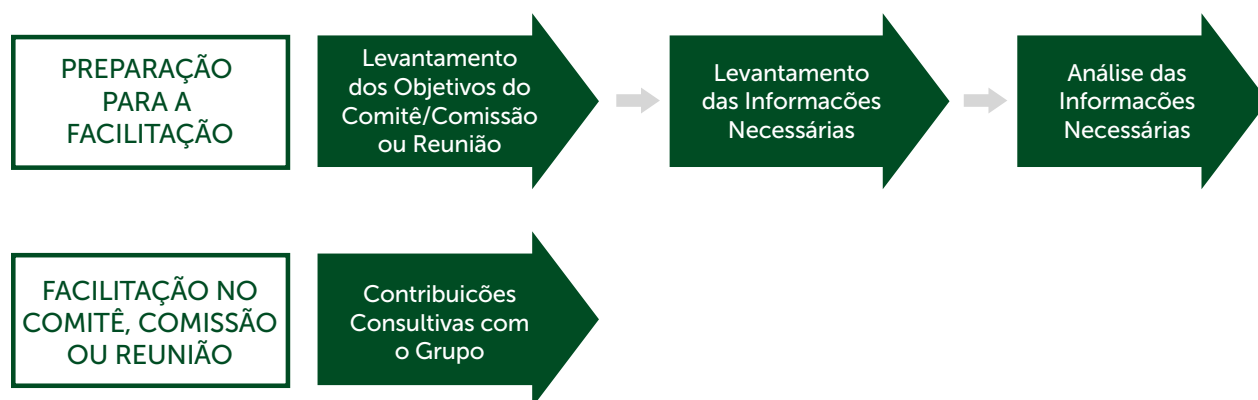 PREPARAÇÃO
PARA A
FACILITAÇÃO
Levantamento
dos Objetivos do
Comitê/Comissão
ou Reunião
Levantamento
das Informacões
Necessárias
Análise das
Informacões
Necessárias
FACILITAÇÃO NO
COMITÊ, COMISSÃO
OU REUNIÃO
Contribuicões
Consultivas com
o Grupo